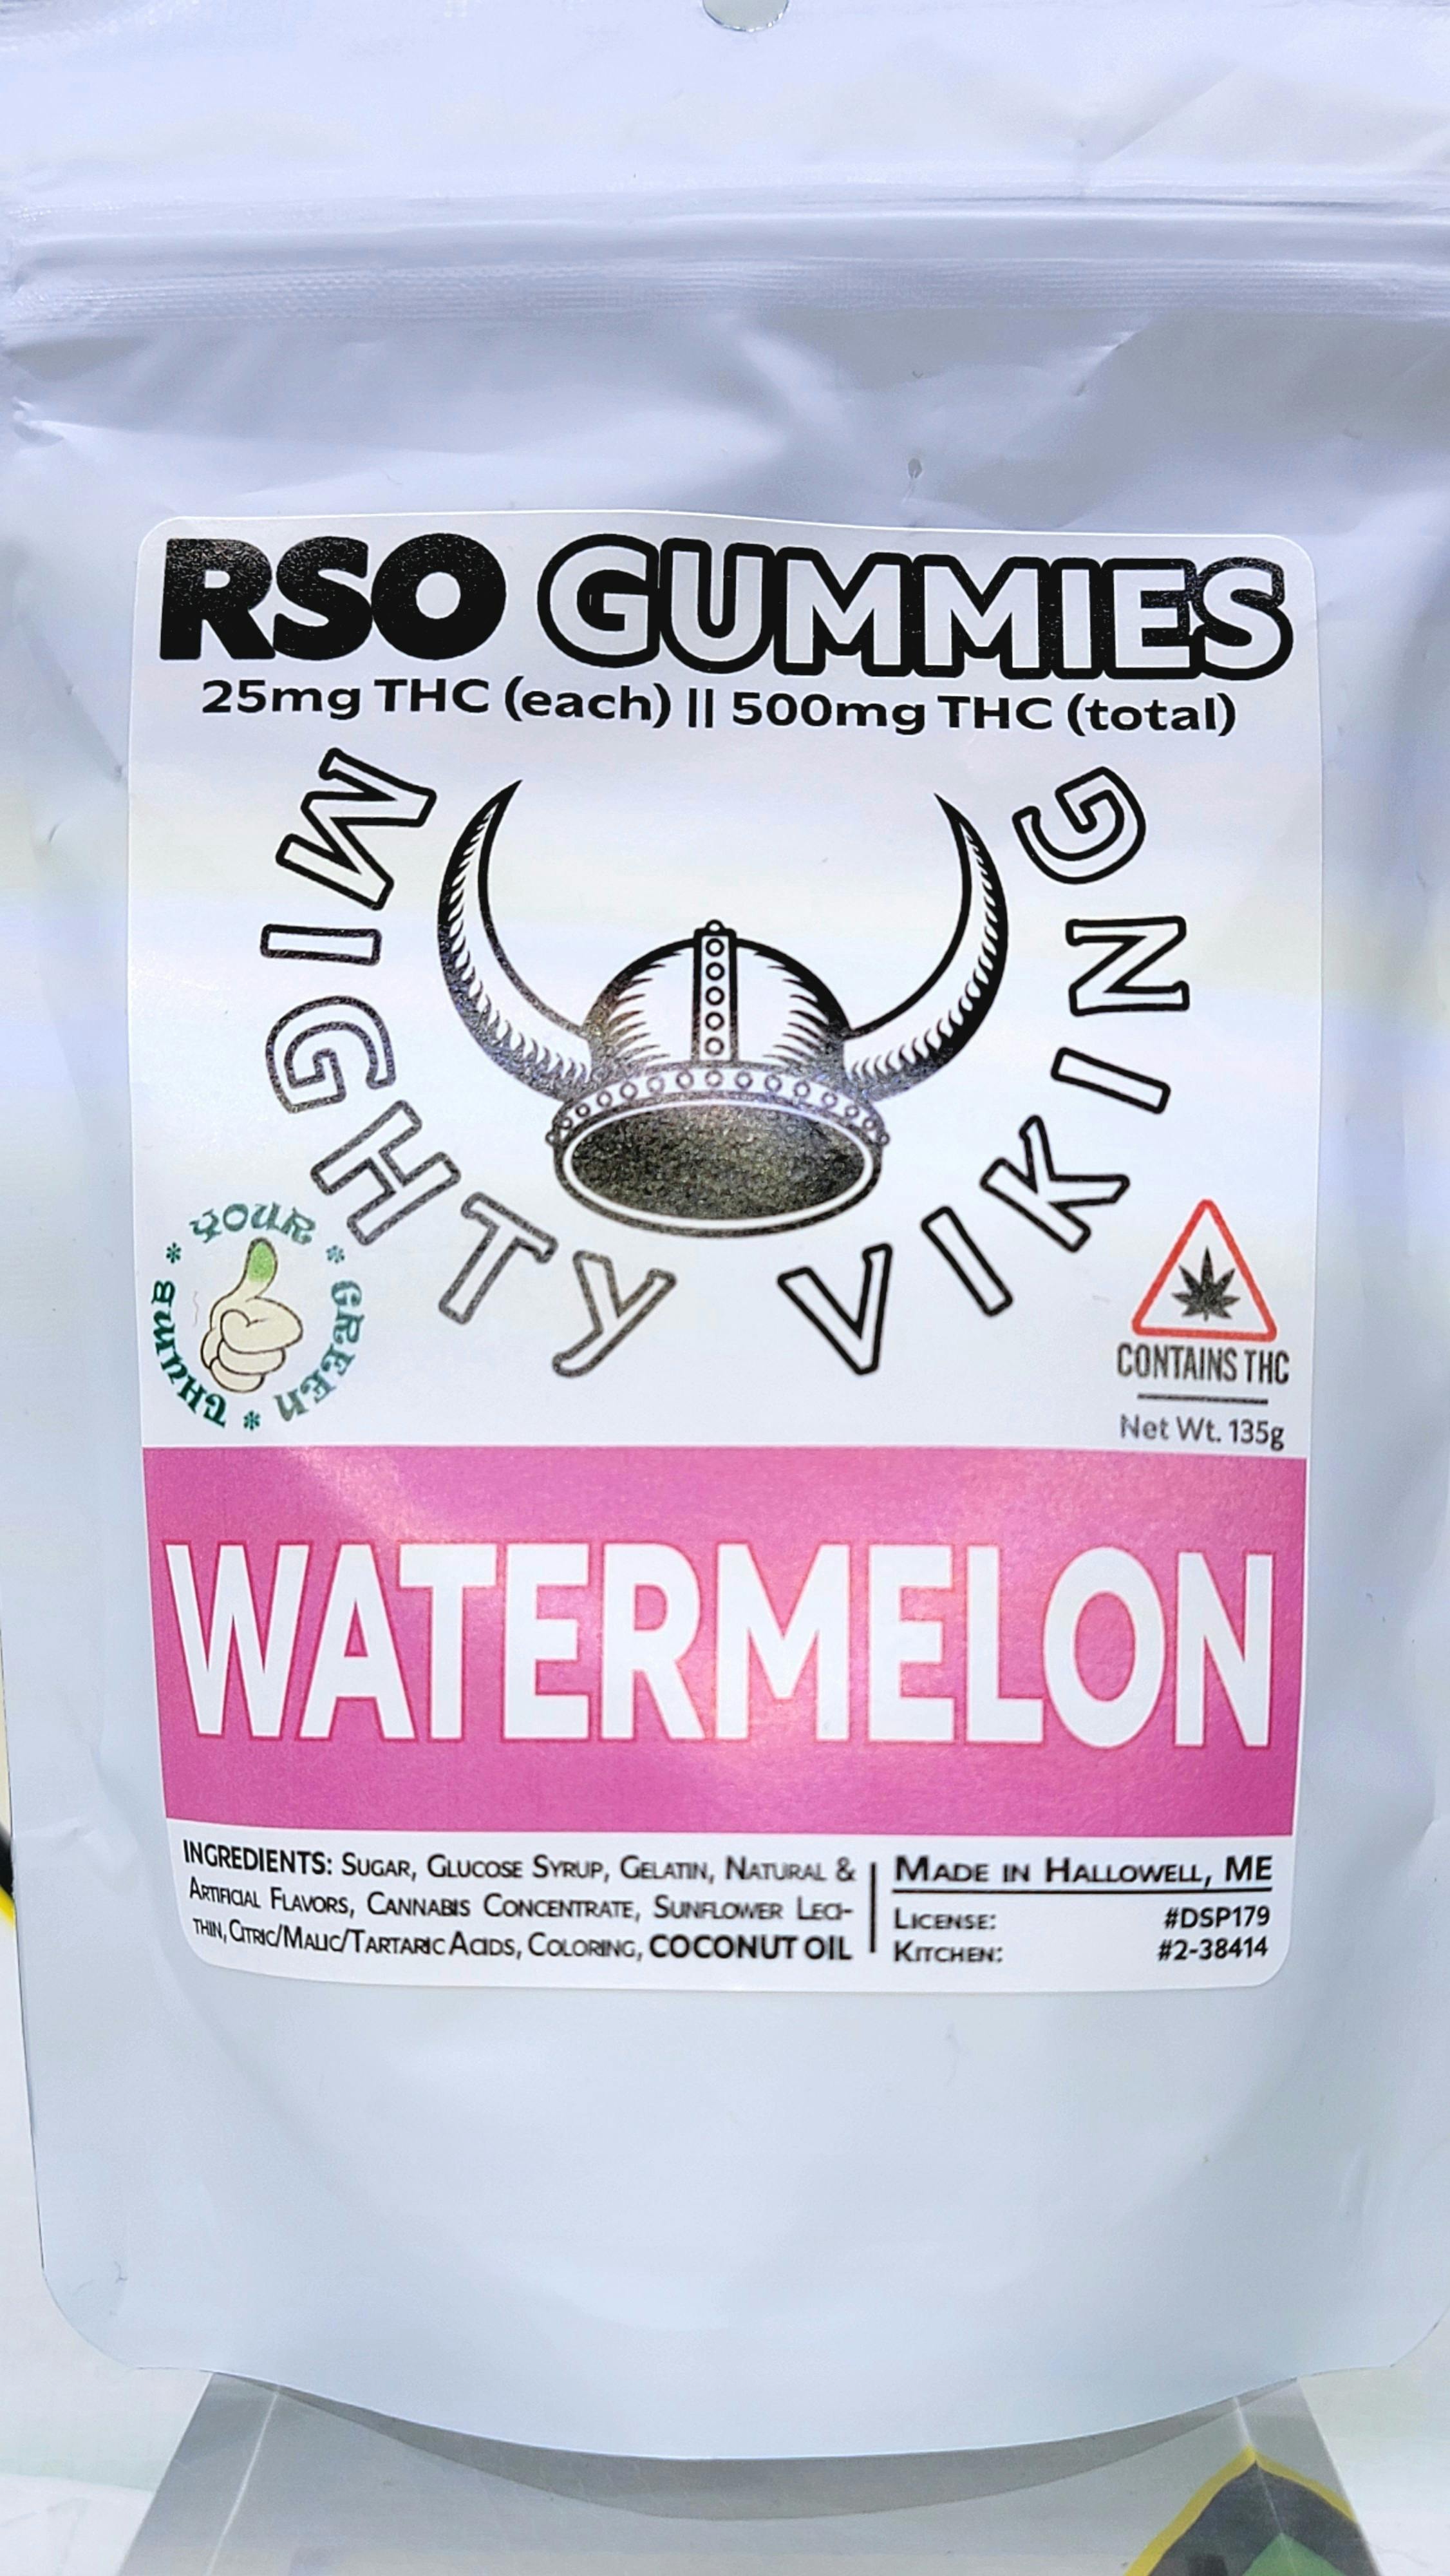 RSO GUMMIES
25mg THC (each) || 500mg THC (total)
MIGHTY VIKING
YOUR * GREEN * THUMB *
CONTAINS THC
Net Wt. 135g
WATERMELON
INGREDIENTS: SUGAR, GLUCOSE SYRUP, GELATIN, NATURAL &
ARTIFICIAL FLAVORS, CANNABIS CONCENTRATE, SUNFLOWER LECI-
THIN, CITRIC/MALIC/TARTARIC ACIDS, COLORING, COCONUT OIL
MADE IN HALLOWELL, ME
LICENSE: #DSP179
KITCHEN: #2-38414